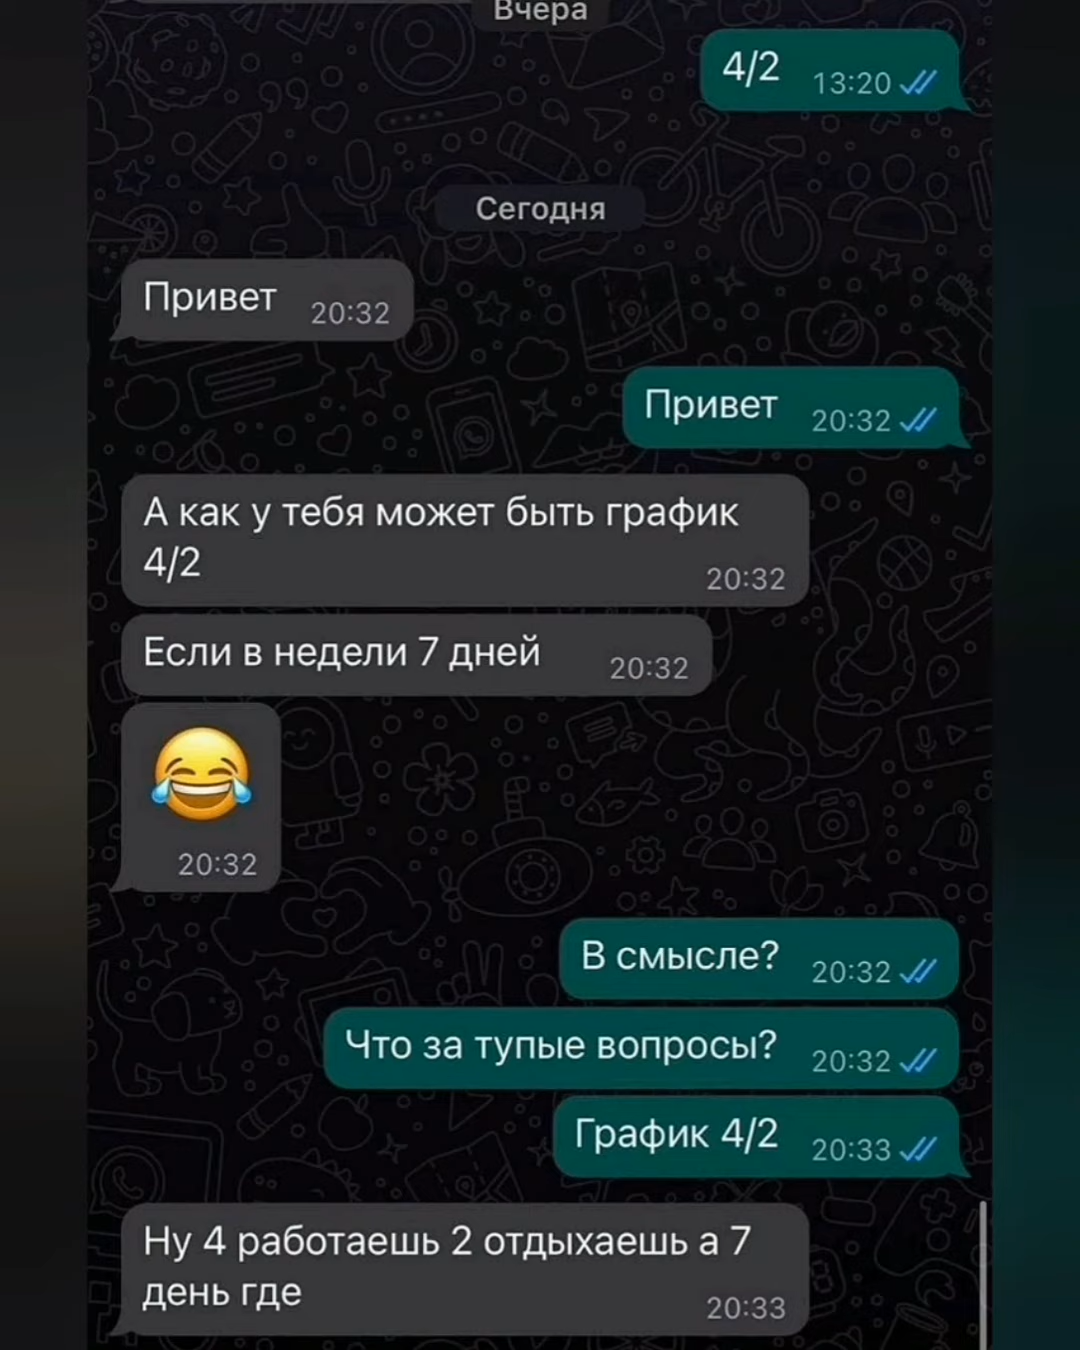 Вчера
4/2 13:20
Сегодня
Привет 20:32
Привет 20:32
А как у тебя может быть график
4/2 20:32
Если в недели 7 дней 20:32
😂
20:32
В смысле? 20:32
Что за тупые вопросы? 20:32
График 4/2 20:33
Ну 4 работаешь 2 отдыхаешь а 7
день где 20:33